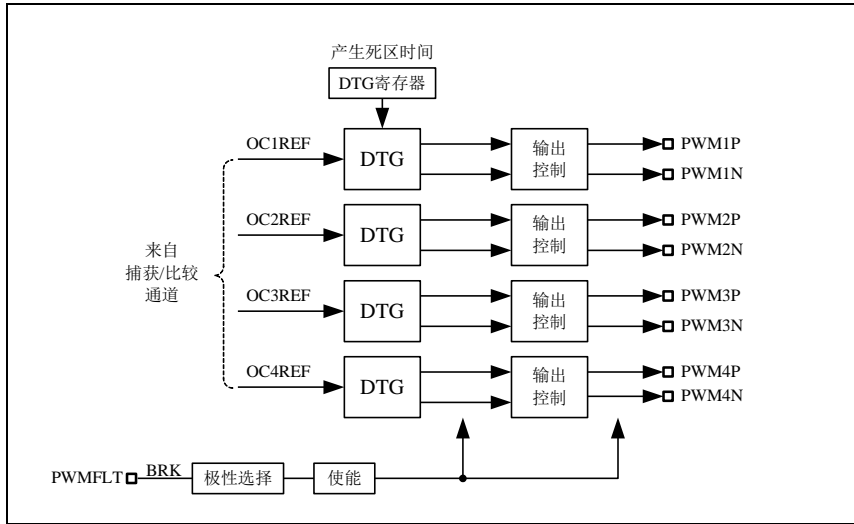 产生死区时间
DTG寄存器
OC1REF
DTG
输出
控制
PWM1P
PWM1N
OC2REF
DTG
输出
控制
PWM2P
PWM2N
来自
捕获/比较
通道
OC3REF
DTG
输出
控制
PWM3P
PWM3N
OC4REF
DTG
输出
控制
PWM4P
PWM4N
PWMFLT
BRK
极性选择
使能